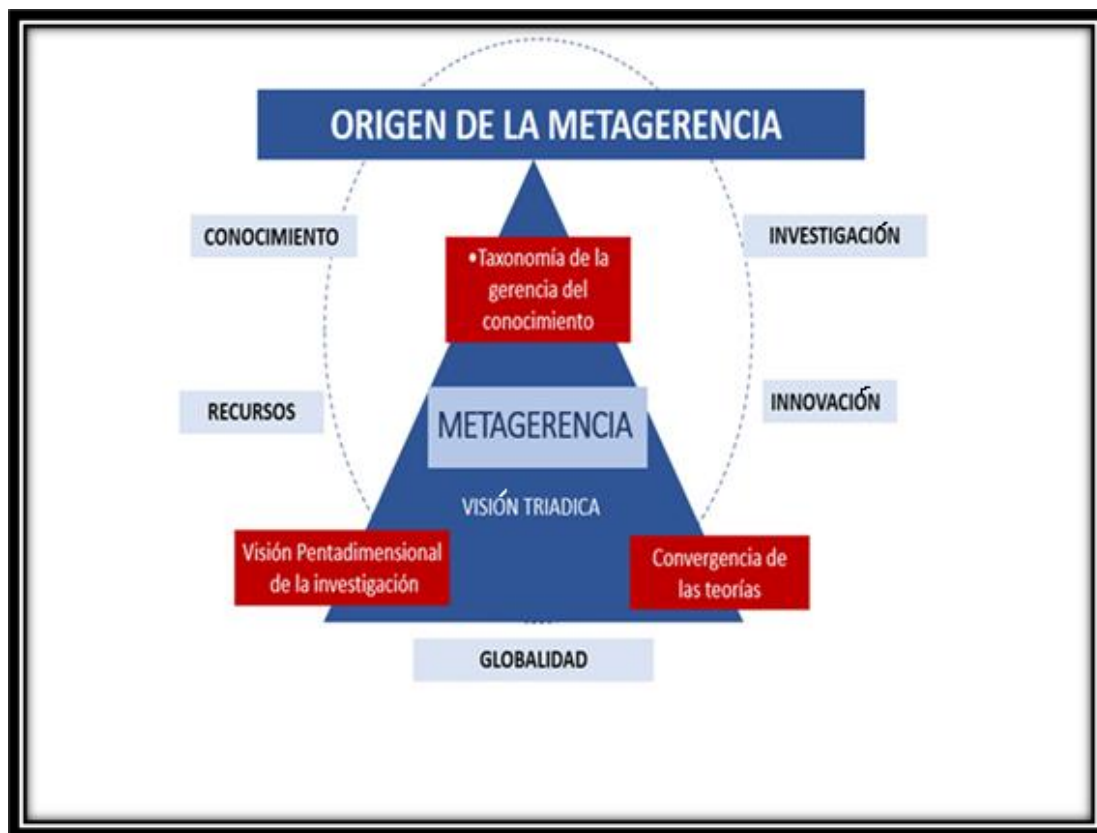 ORIGEN DE LA METAGERENCIA
CONOCIMIENTO
INVESTIGACIÓN
•Taxonomía de la
gerencia del
conocimiento
RECURSOS
INNOVACIÓN
METAGERENCIA
VISIÓN TRIADICA
Visión Pentadimensional
de la investigación
Convergencia de
las teorías
GLOBALIDAD